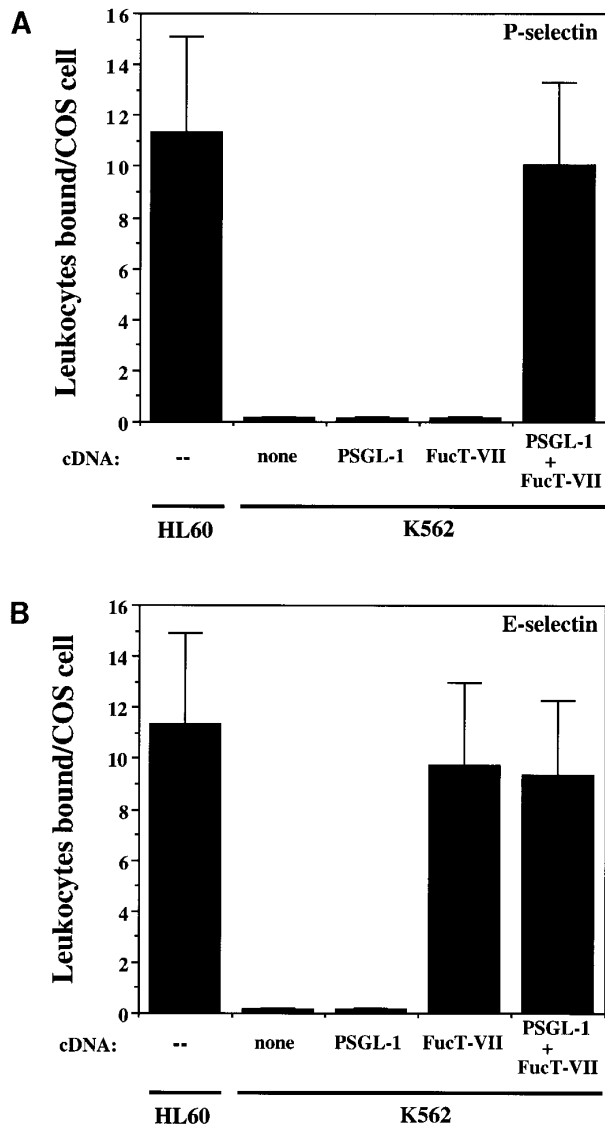 A
P-selectin
Leukocytes bound/COS cell
16
14
12
10
8
6
4
2
0
cDNA: -- none PSGL-1 FucT-VII PSGL-1
+
FucT-VII
HL60 K562
B
E-selectin
Leukocytes bound/COS cell
16
14
12
10
8
6
4
2
0
cDNA: -- none PSGL-1 FucT-VII PSGL-1
+
FucT-VII
HL60 K562